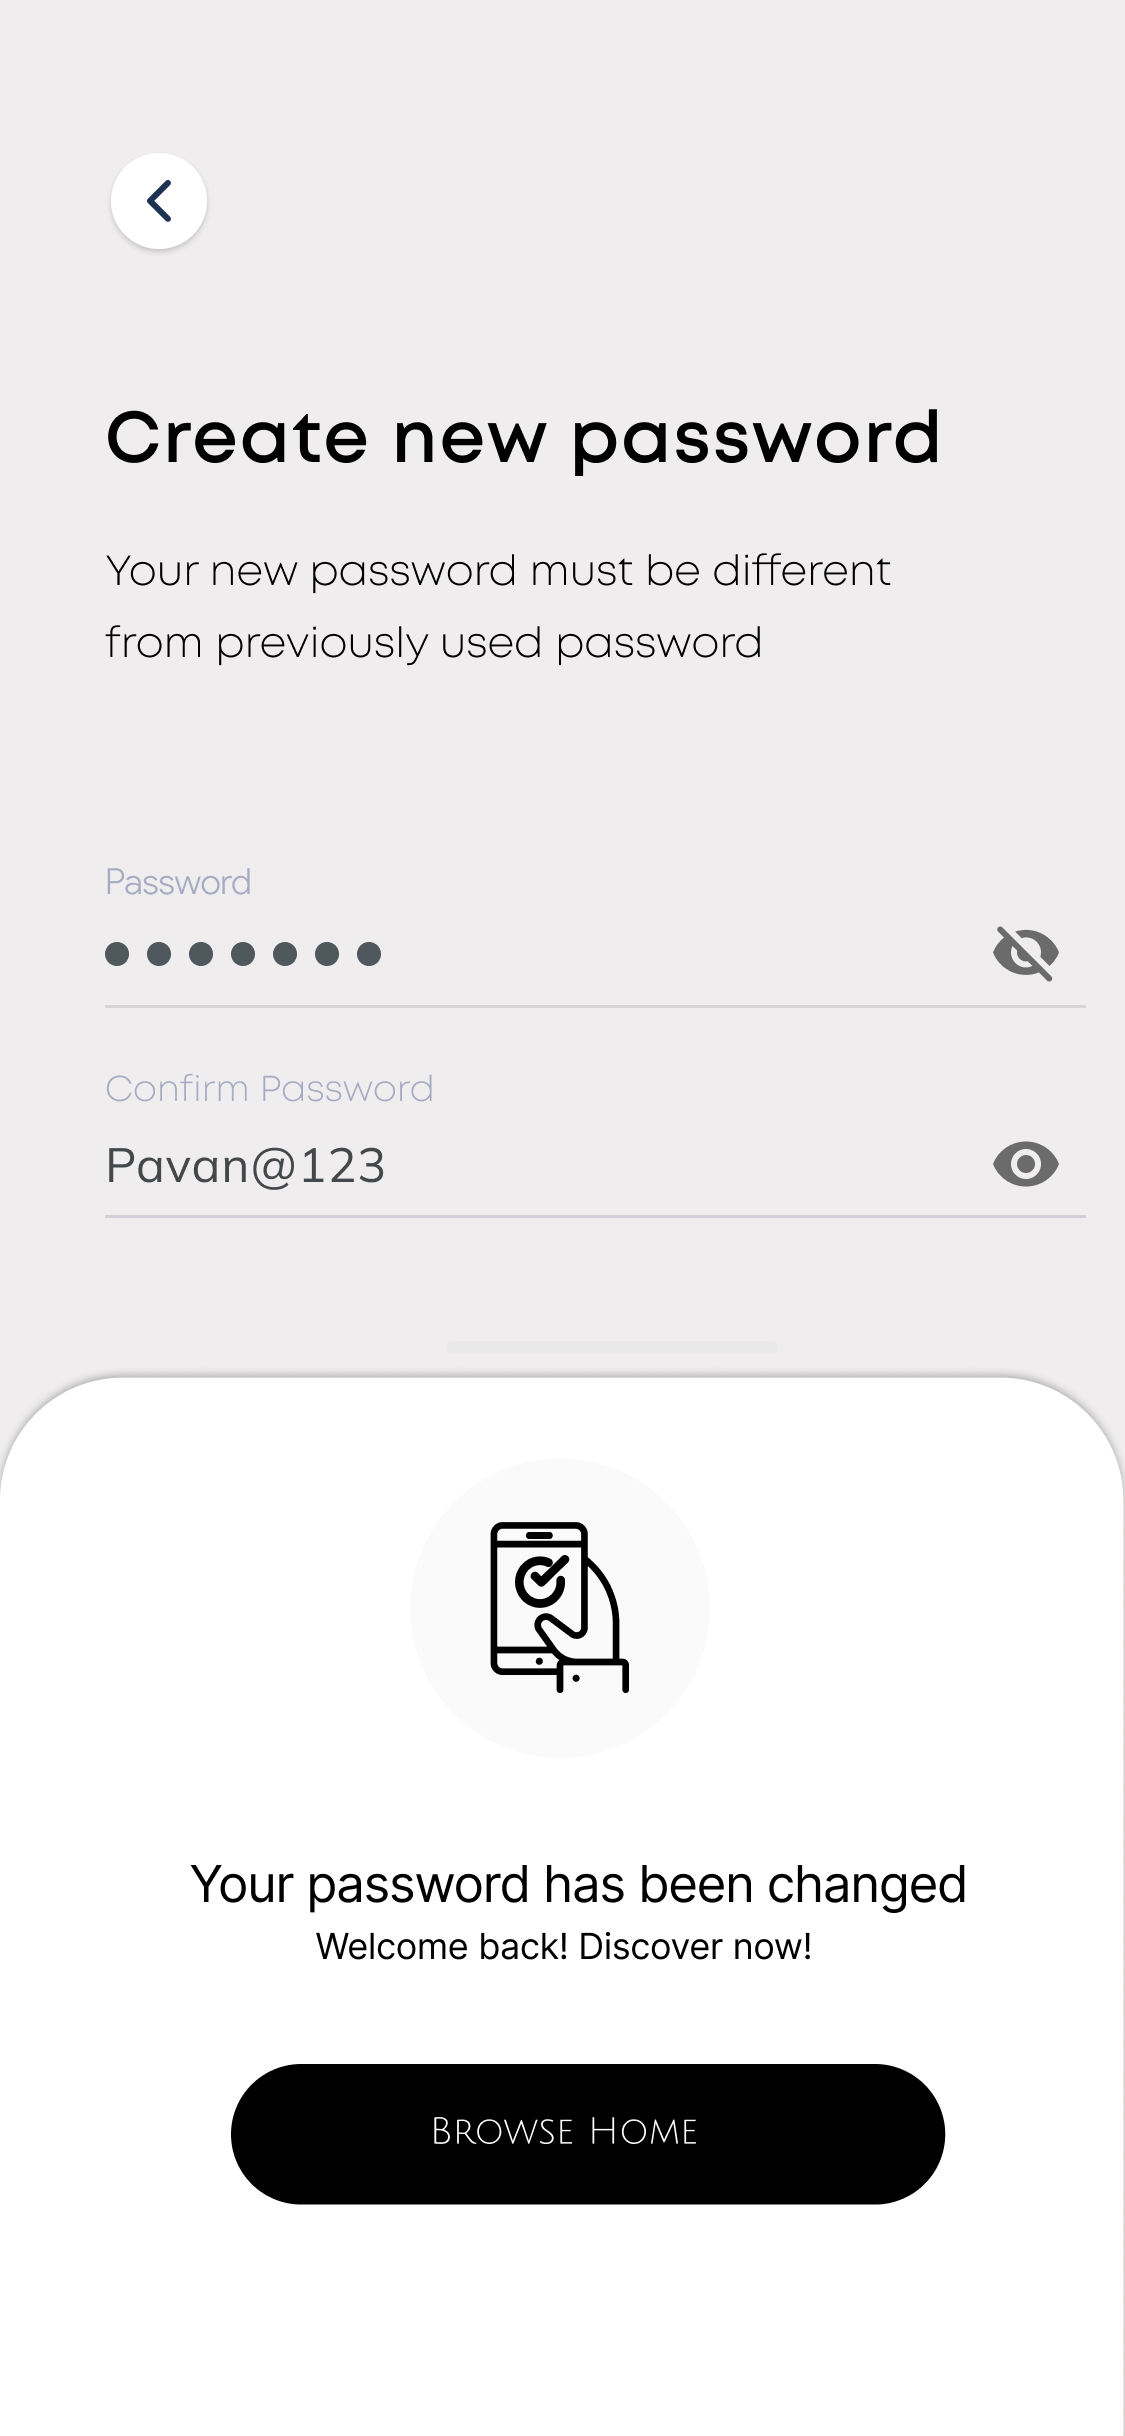 Create new password
Your new password must be different
from previously used password
Password
Confirm Password
Pavan@123
Your password has been changed
Welcome back! Discover now!
Browse Home